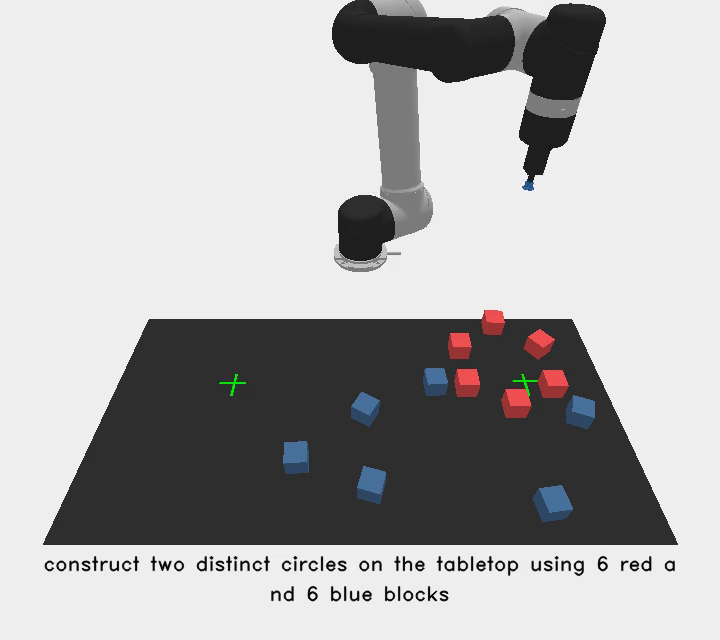 construct two distinct circles on the tabletop using 6 red a
nd 6 blue blocks